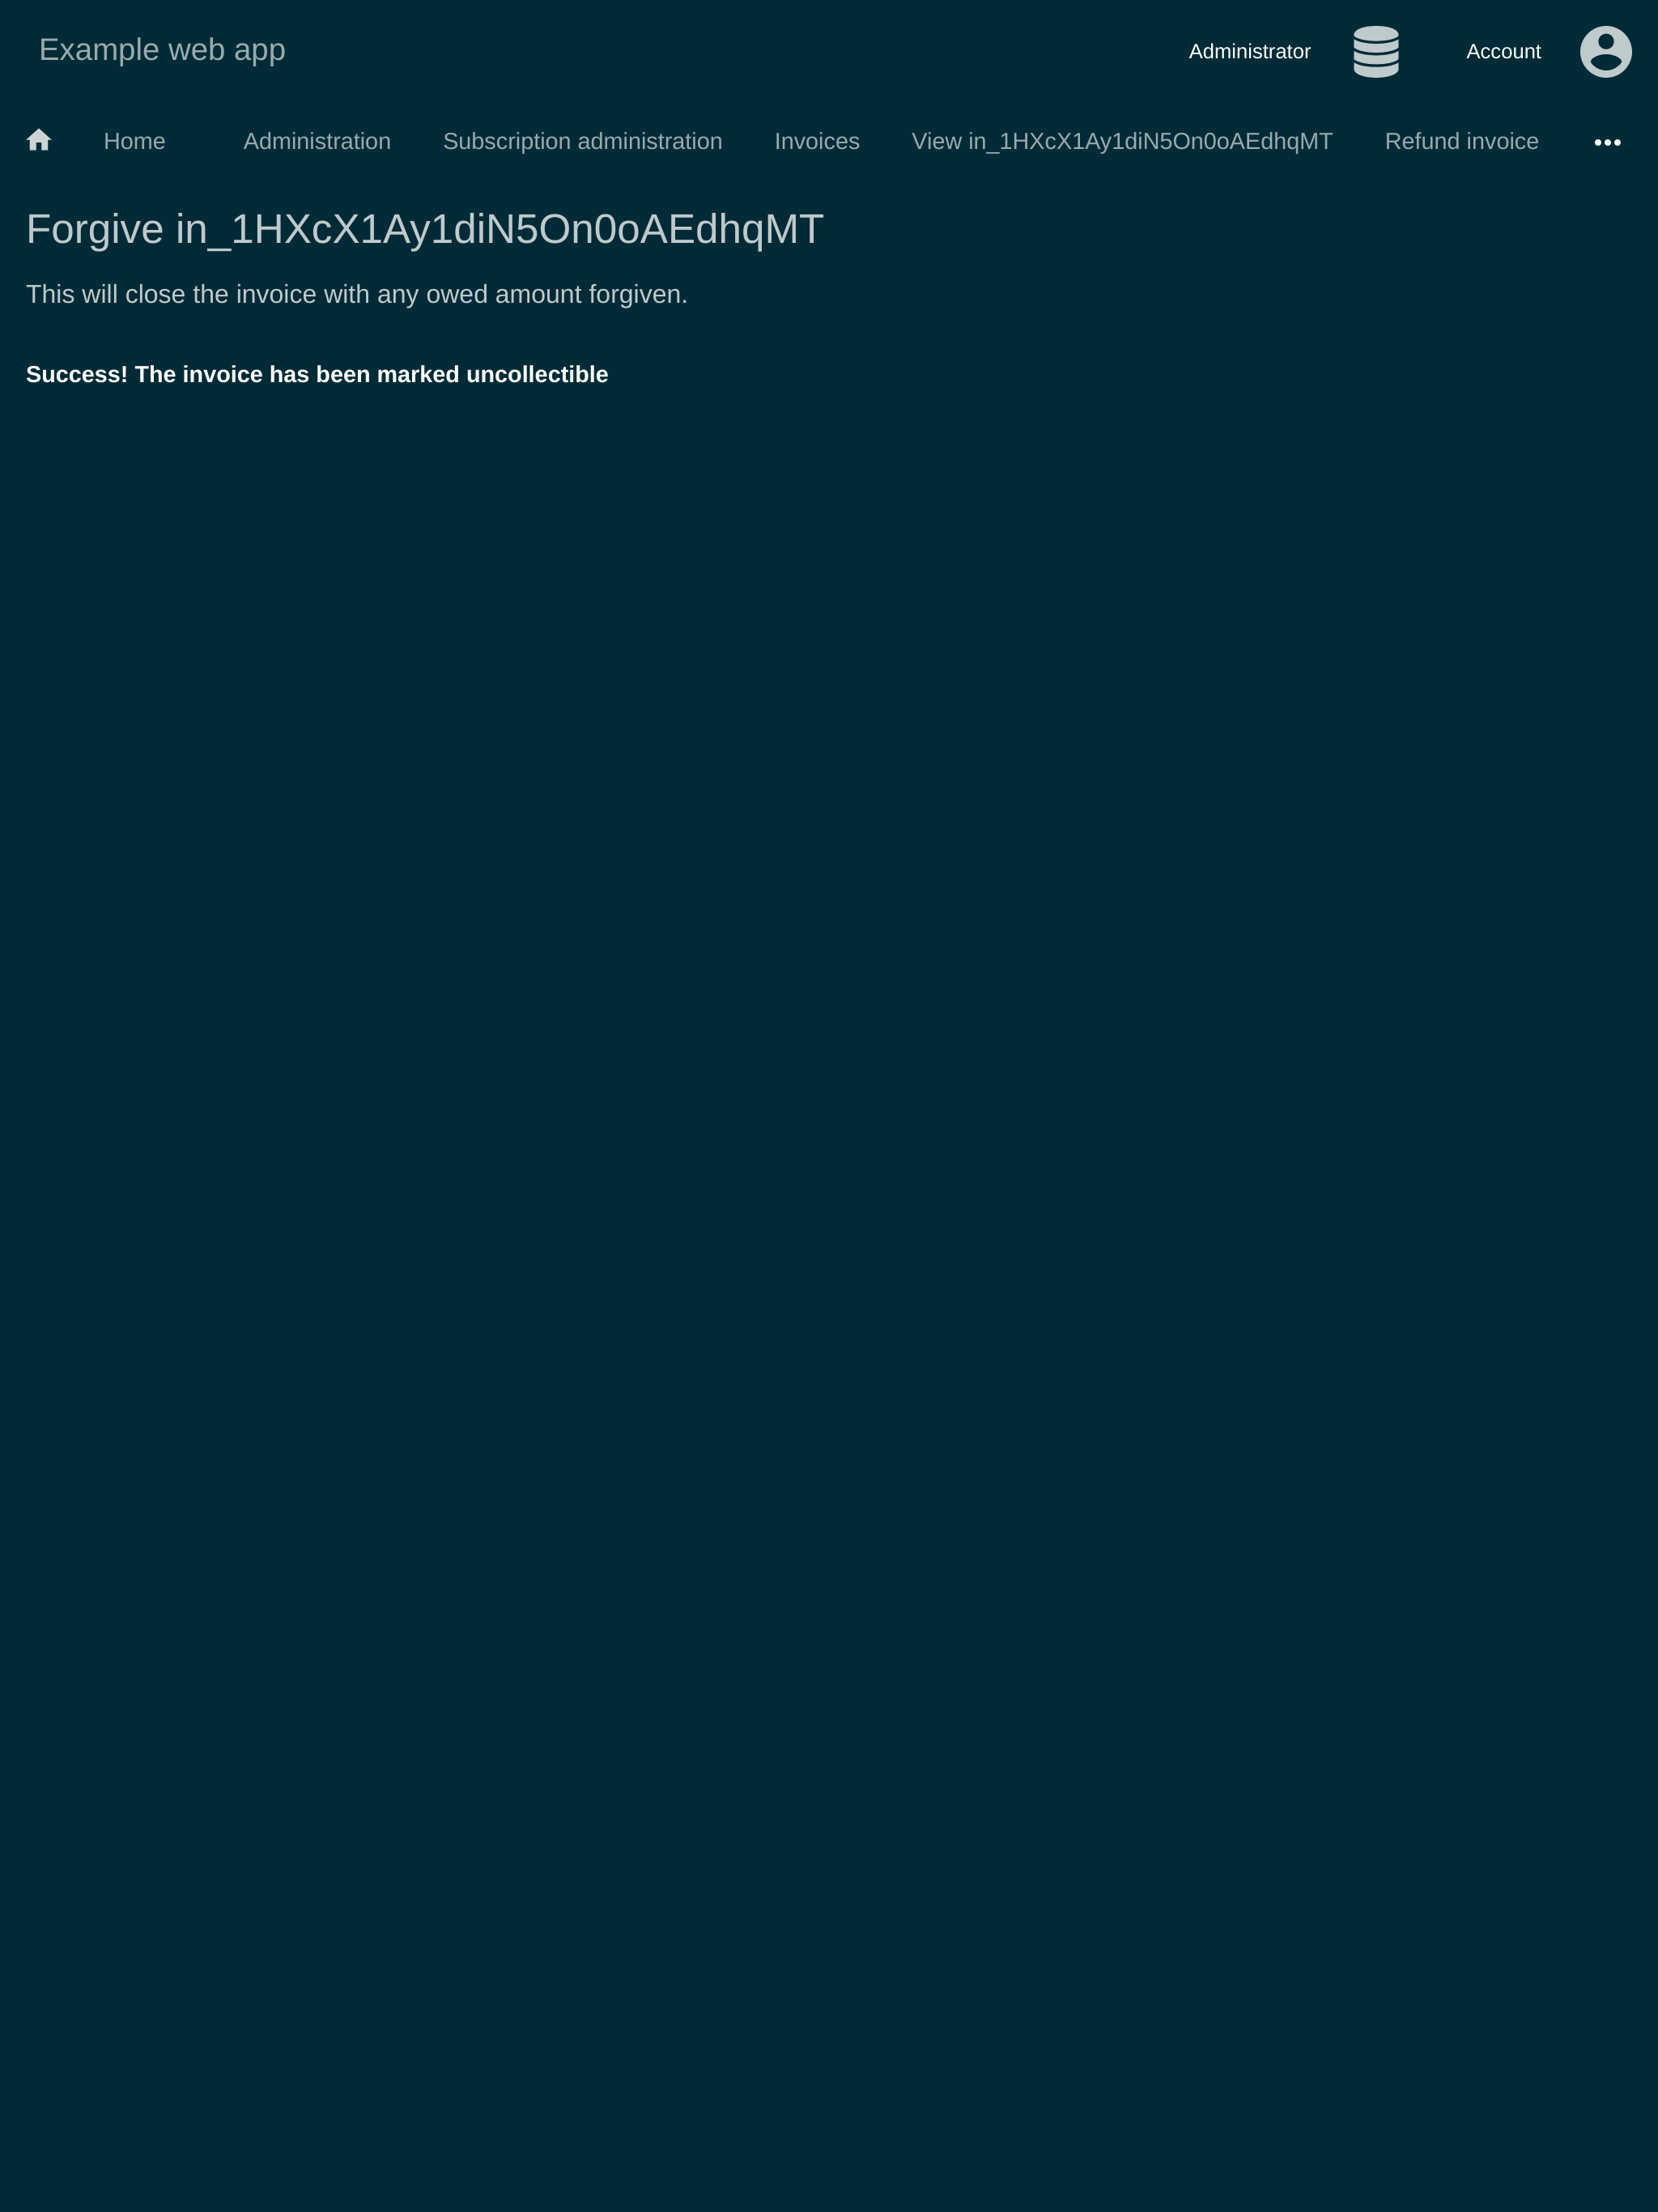 Example web app
Administrator
Account
Home
Administration
Subscription administration
Invoices
View in_1HXcX1Ay1diN5On0oAEdhqMT
Refund invoice
Forgive in_1HXcX1Ay1diN5On0oAEdhqMT
This will close the invoice with any owed amount forgiven.
Success! The invoice has been marked uncollectible